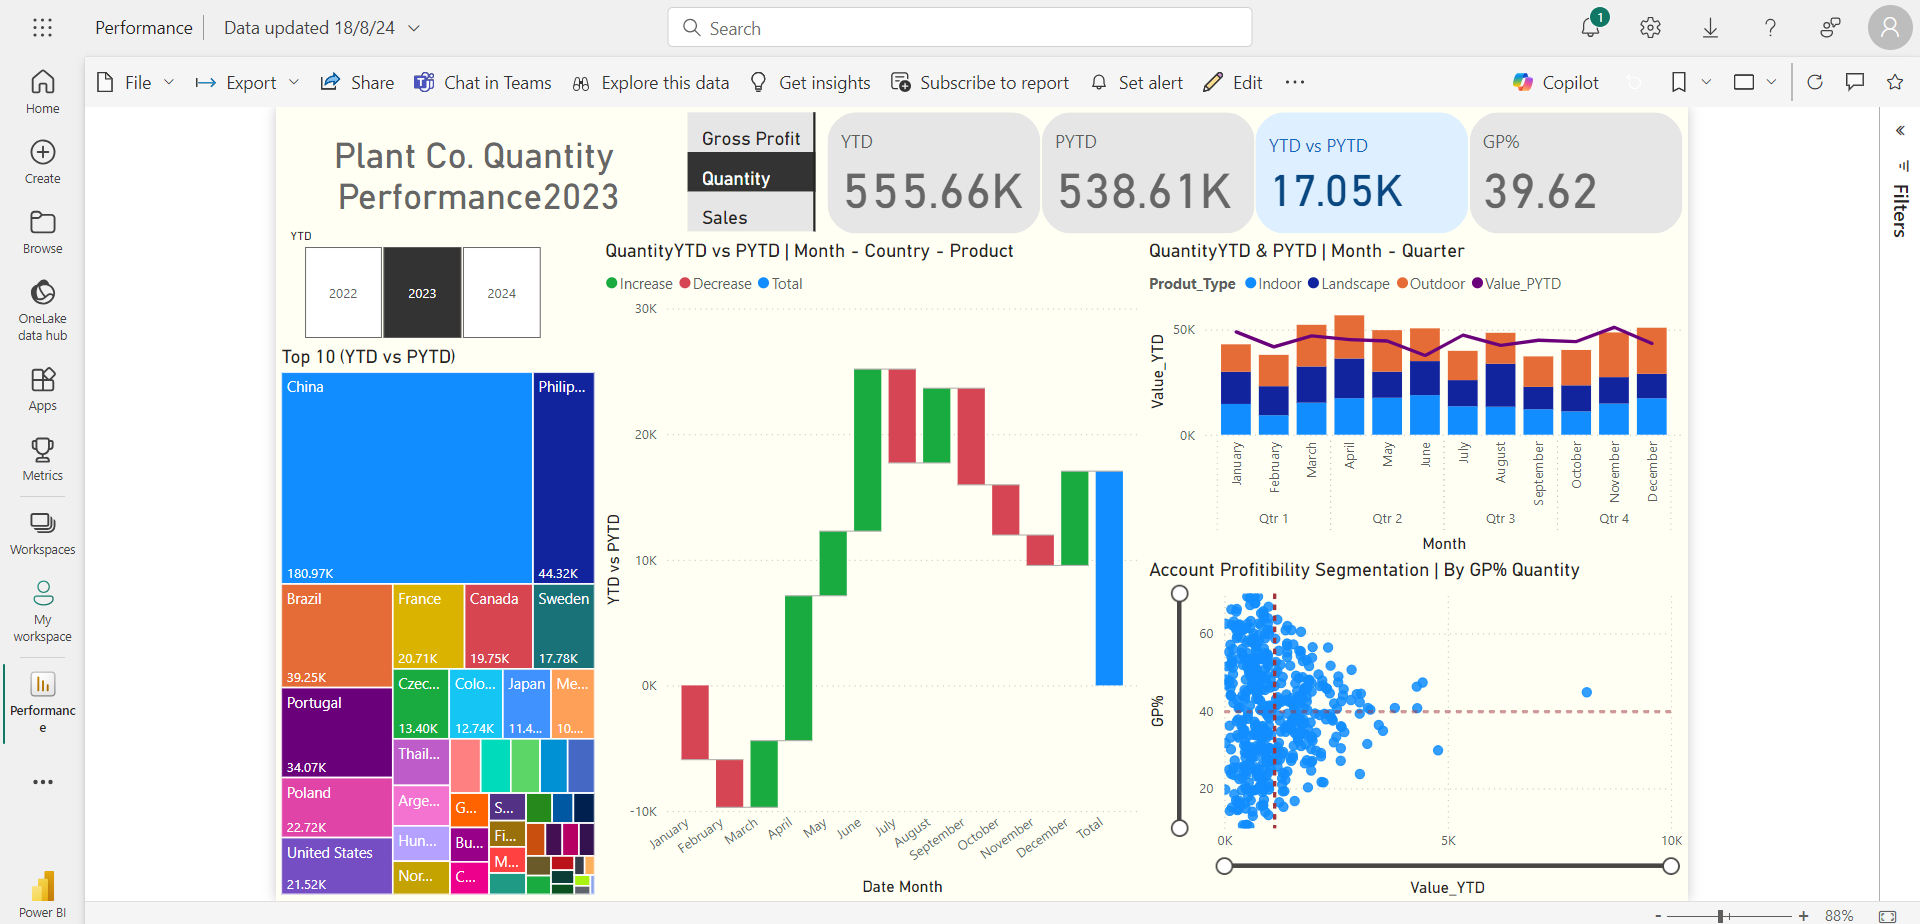 Performance
Data updated 18/8/24
Search
1
File
Export
Share
Chat in Teams
Explore this data
Get insights
Subscribe to report
Set alert
Edit
Copilot
Home
Create
Browse
OneLake
data hub
Apps
Metrics
Workspaces
My
workspace
Performanc
e
Power BI
Plant Co. Quantity
Performance2023
Gross Profit
Quantity
Sales
YTD
555.66K
PYTD
538.61K
YTD vs PYTD
17.05K
GP%
39.62
Filters
YTD
2022
2023
2024
Top 10 (YTD vs PYTD)
China
180.97K
Philip...
44.32K
Brazil
39.25K
France
20.71K
Canada
19.75K
Sweden
17.78K
Portugal
34.07K
Czec...
13.40K
Colo...
12.74K
Japan
11.4...
Me...
10....
Poland
22.72K
Thail...
Arge...
G...
S...
United States
21.52K
Hun...
Bu...
Fi...
Nor...
C...
M...
QuantityYTD vs PYTD | Month - Country - Product
Increase
Decrease
Total
YTD vs PYTD
30K
20K
10K
0K
-10K
January
February
March
April
May
June
July
August
September
October
November
December
Total
Date Month
QuantityYTD & PYTD | Month - Quarter
Produt_Type
Indoor
Landscape
Outdoor
Value_PYTD
Value_YTD
50K
0K
January
February
March
April
May
June
July
August
September
October
November
December
Qtr 1
Qtr 2
Qtr 3
Qtr 4
Month
Account Profitibility Segmentation | By GP% Quantity
GP%
60
40
20
0K
5K
10K
Value_YTD
88%